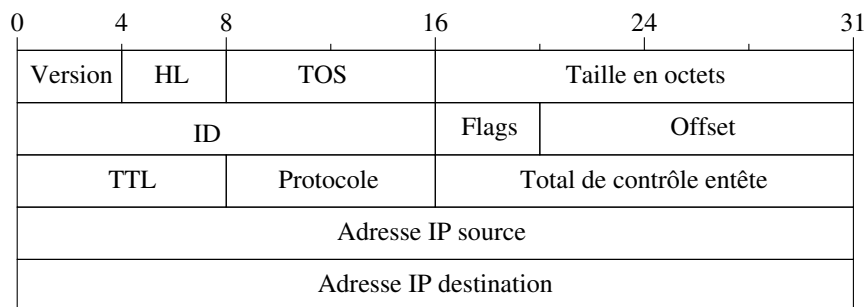 0 4 8 16 24 31
Version HL TOS Taille en octets
ID Flags Offset
TTL Protocole Total de contrôle entête
Adresse IP source
Adresse IP destination